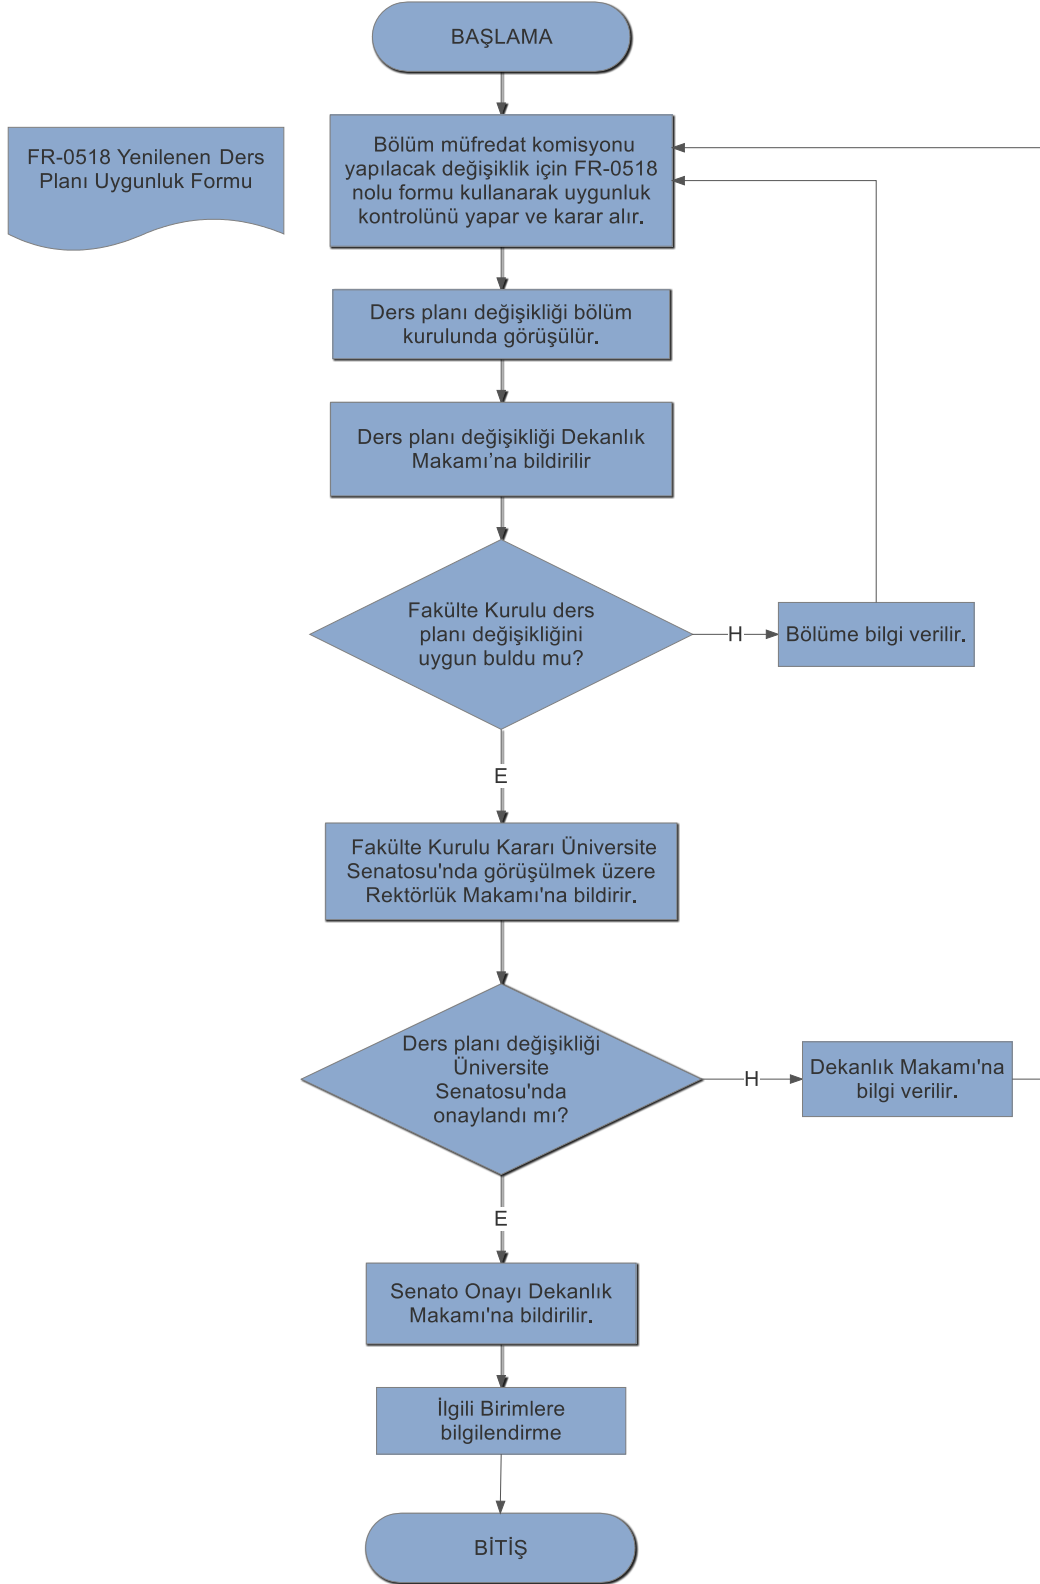 BAŞLAMA
FR-0518 Yenilenen Ders
Planı Uygunluk Formu
Bölüm müfredat komisyonu
yapılacak değişiklik için FR-0518
nolu formu kullanarak uygunluk
kontrolünü yapar ve karar alır.
Ders planı değişikliği bölüm
kurulunda görüşülür.
Ders planı değişikliği Dekanlık
Makamı’na bildirilir
Fakülte Kurulu ders
planı değişikliğini
uygun buldu mu?
H
Bölüme bilgi verilir.
E
Fakülte Kurulu Kararı Üniversite
Senatosu'nda görüşülmek üzere
Rektörlük Makamı'na bildirir.
Ders planı değişikliği
Üniversite
Senatosu'nda
onaylandı mı?
H
Dekanlık Makamı'na
bilgi verilir.
E
Senato Onayı Dekanlık
Makamı'na bildirilir.
İlgili Birimlere
bilgilendirme
BİTİŞ